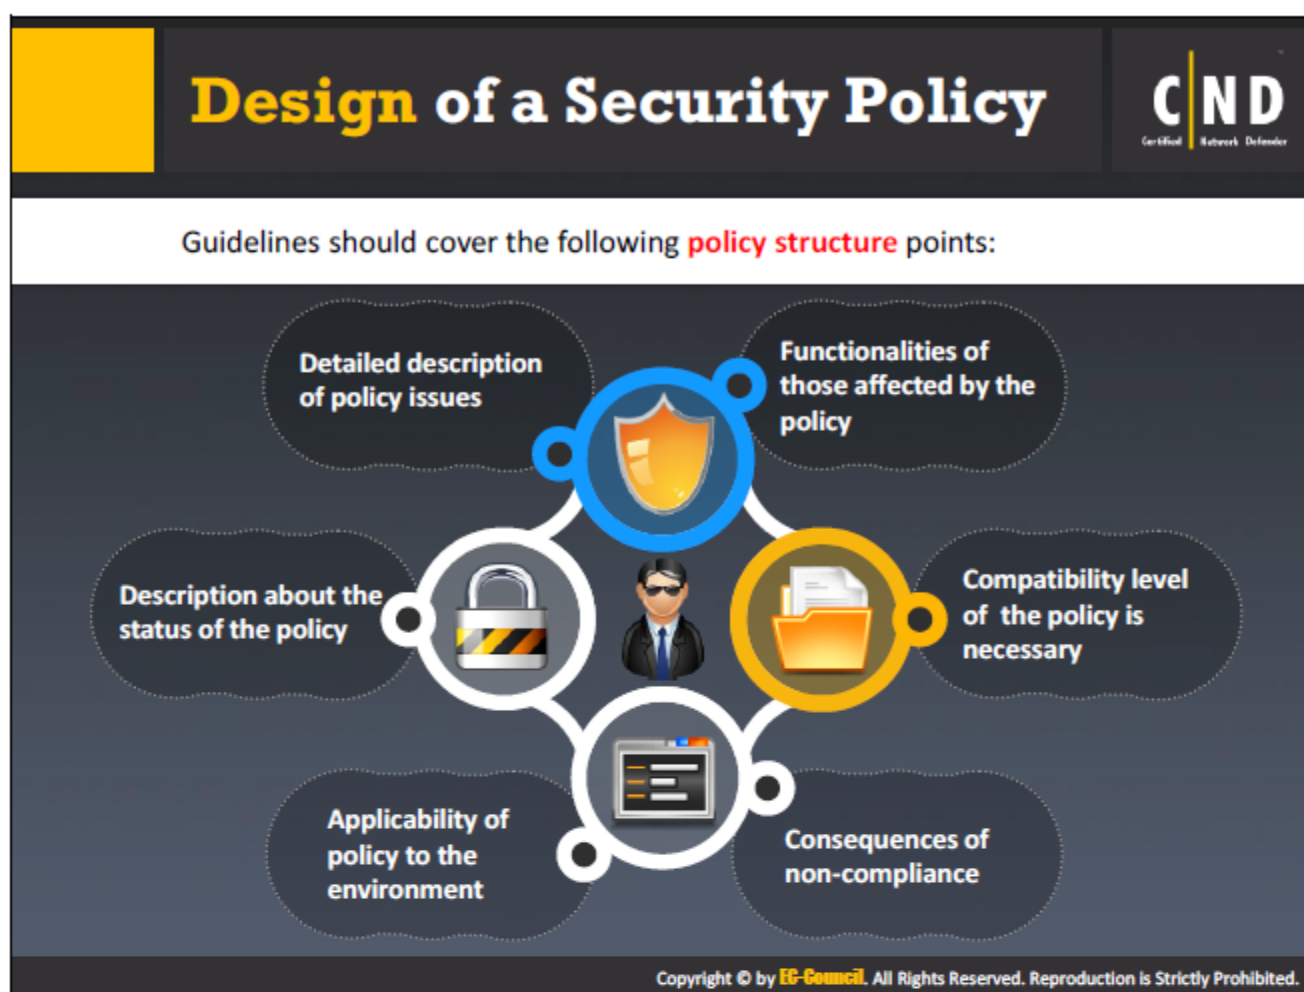 Design of a Security Policy
C ND
Certified Network Defender
Guidelines should cover the following policy structure points:
Detailed description
of policy issues
Functionalities of
those affected by the
policy
Description about the
status of the policy
Compatibility level
of the policy is
necessary
Applicability of
policy to the
environment
Consequences of
non-compliance
Copyright © by EC-Council. All Rights Reserved. Reproduction is Strictly Prohibited.